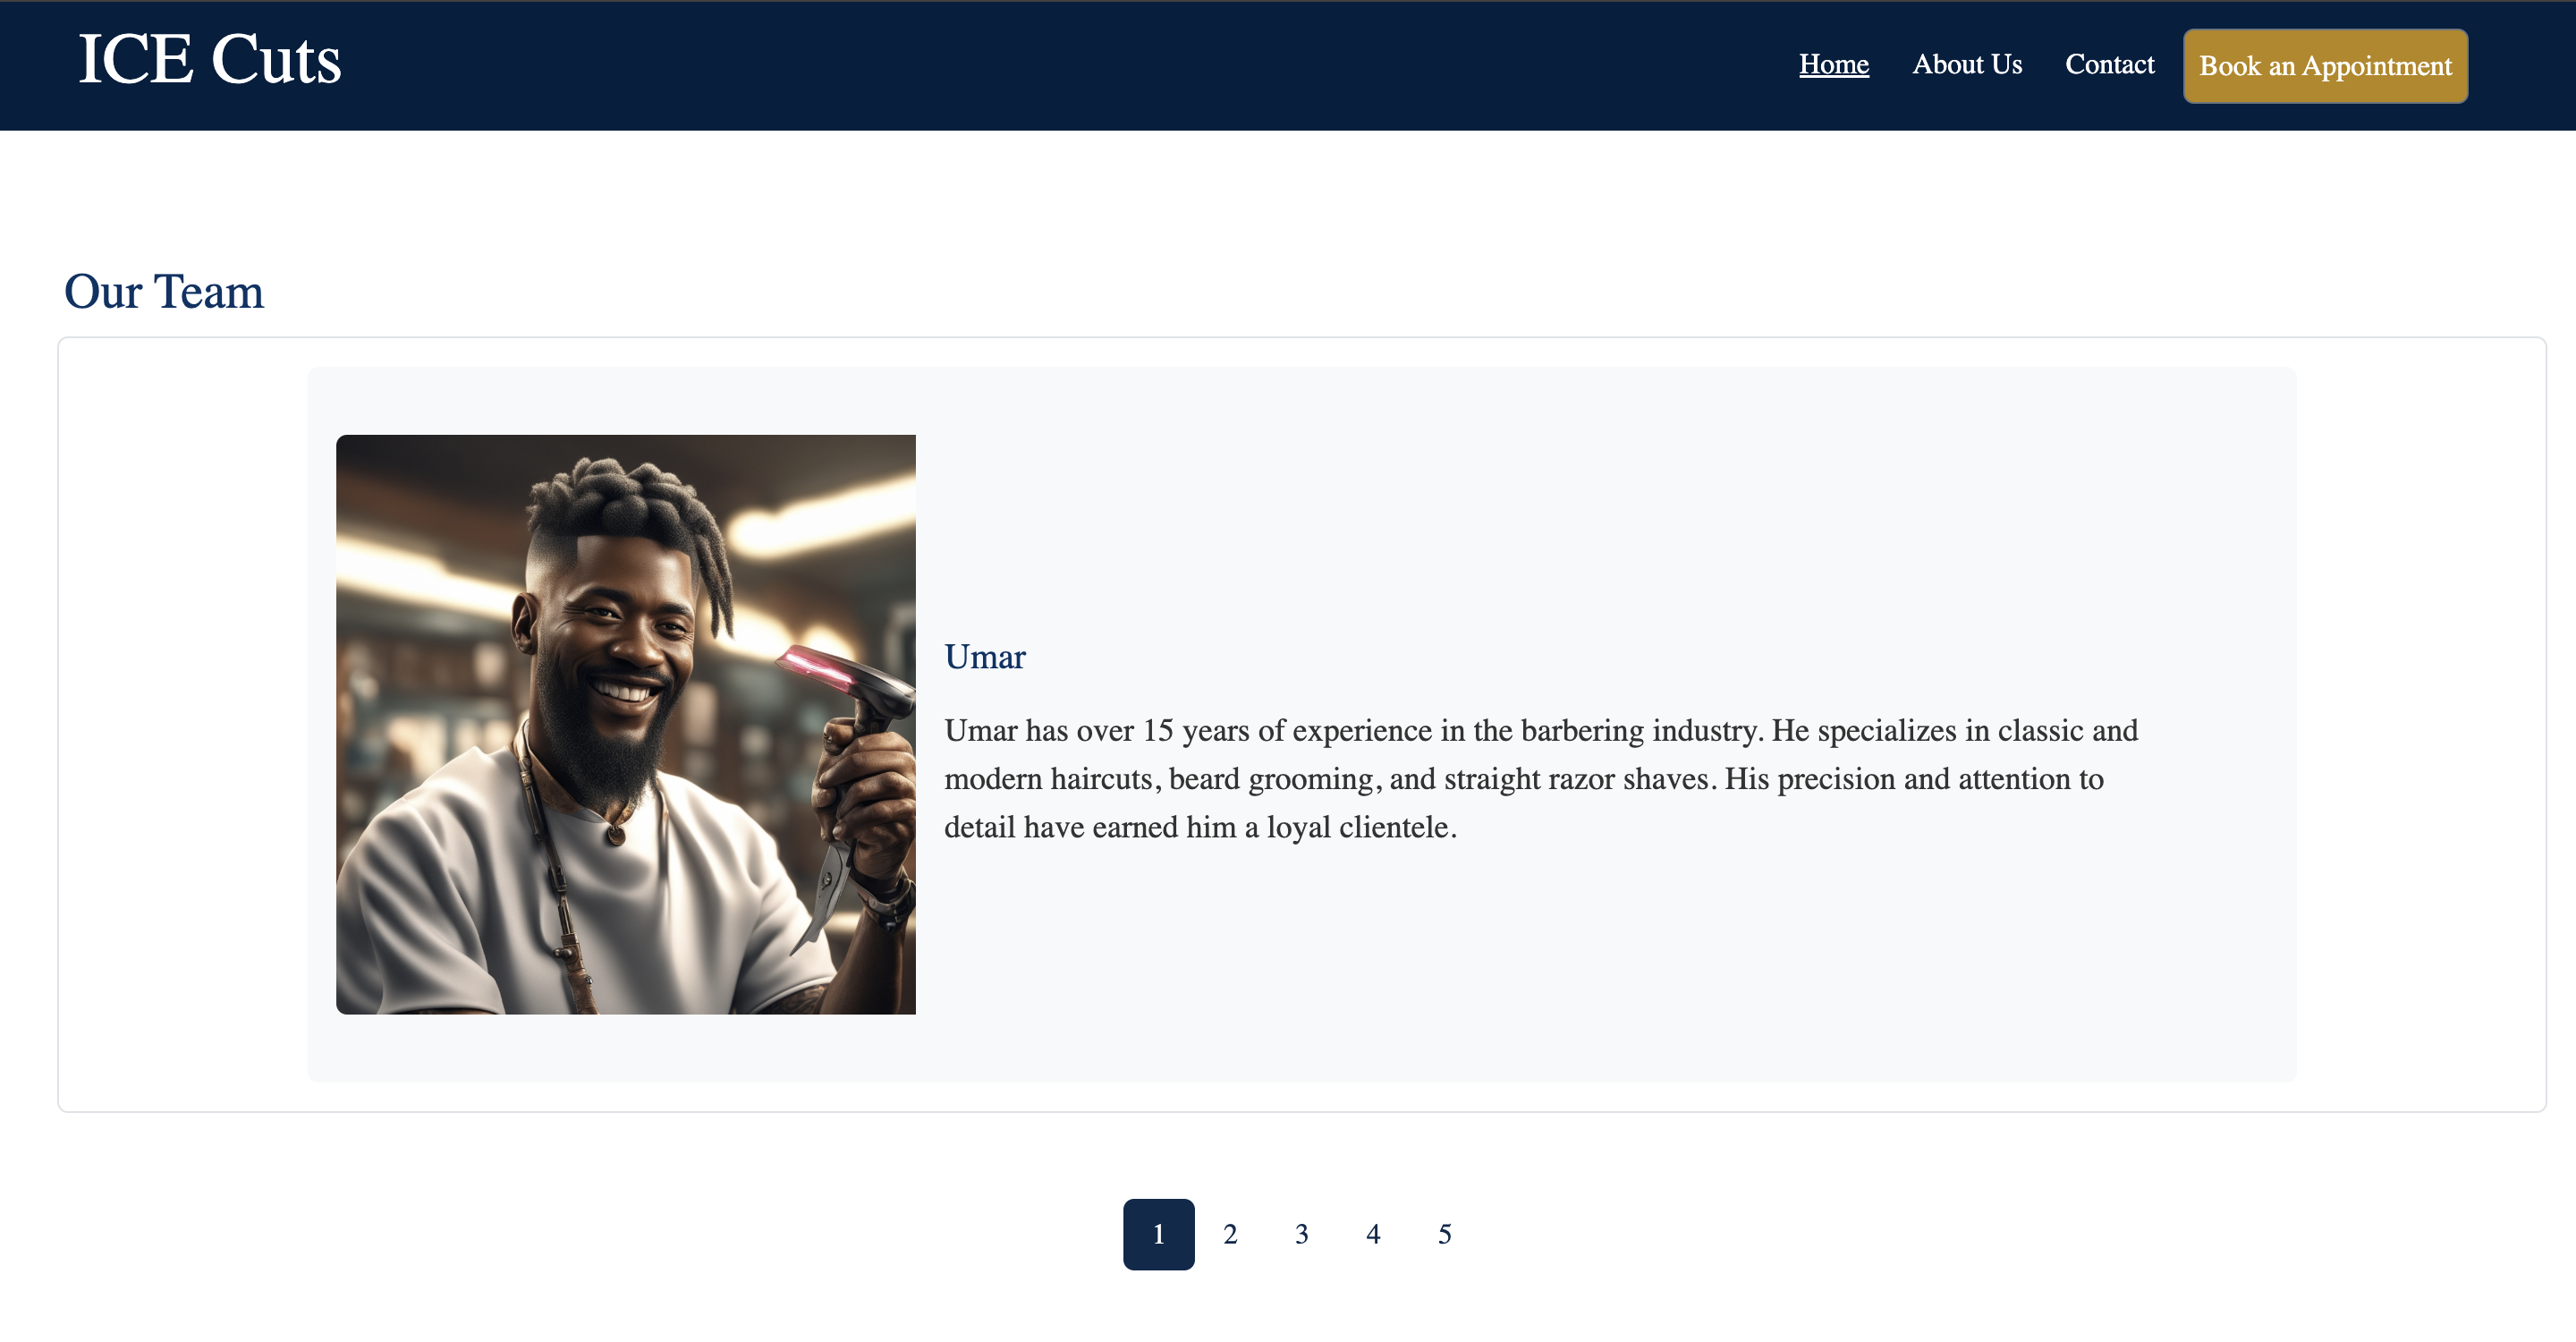 ICE Cuts
Home About Us Contact Book an Appointment
Our Team
Umar
Umar has over 15 years of experience in the barbering industry. He specializes in classic and
modern haircuts, beard grooming, and straight razor shaves. His precision and attention to
detail have earned him a loyal clientele.
1 2 3 4 5